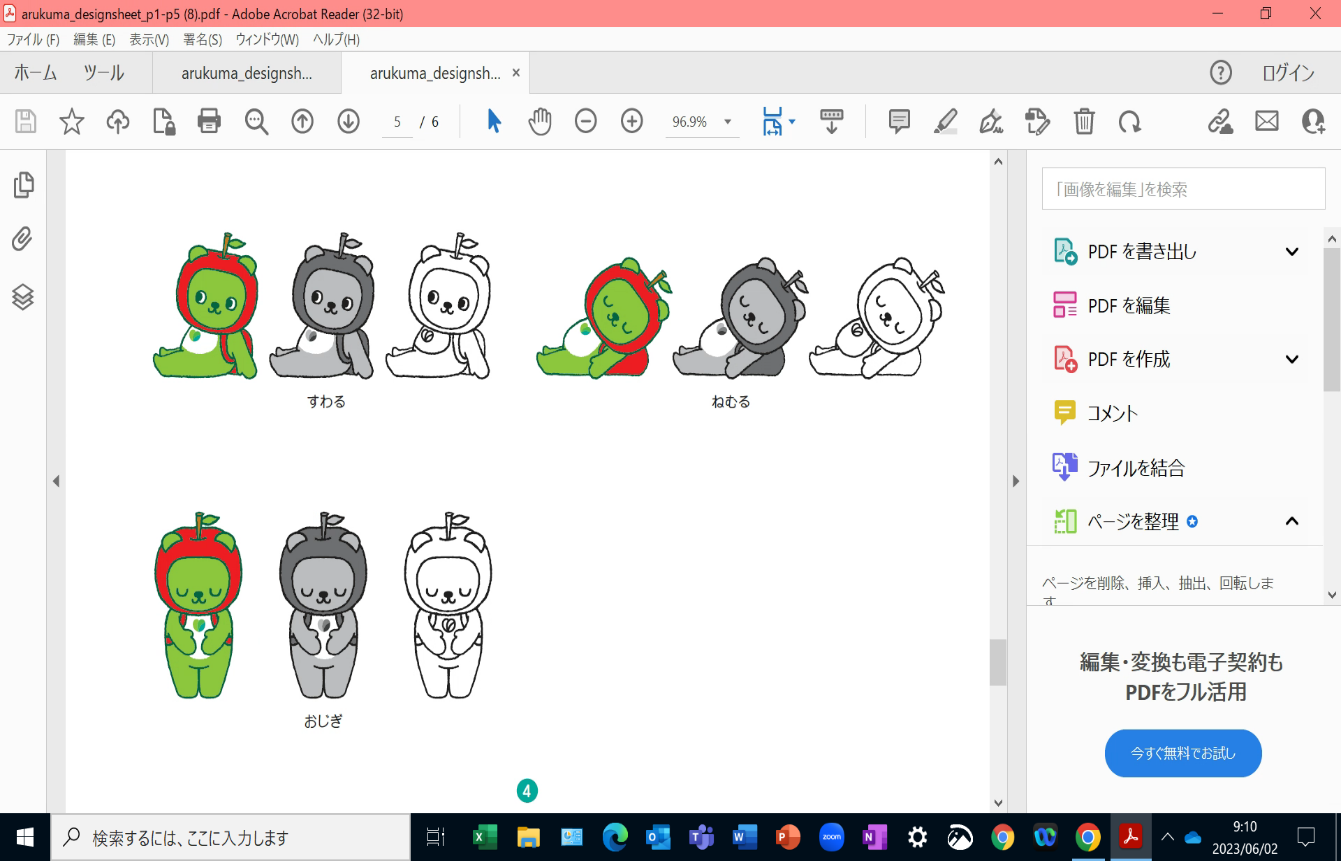 arukuma_designsheet_p1-p5 (8).pdf - Adobe Acrobat Reader (32-bit)
ファイル (F) 編集 (E) 表示(V) 署名(S) ウィンドウ(W) ヘルプ(H)
ホーム ツール arukuma_designsh... arukuma_designsh... × ? ログイン
5 / 6 96.9%
「画像を編集」を検索
PDF を書き出し
PDF を編集
PDF を作成
コメント
ファイルを結合
ページを整理
ページを削除、挿入、抽出、回転しま
す
編集・変換も電子契約も
PDFをフル活用
今すぐ無料でお試し
すわる
ねむる
おじぎ
4
検索するには、ここに入力します
zoom
9:10
2023/06/02